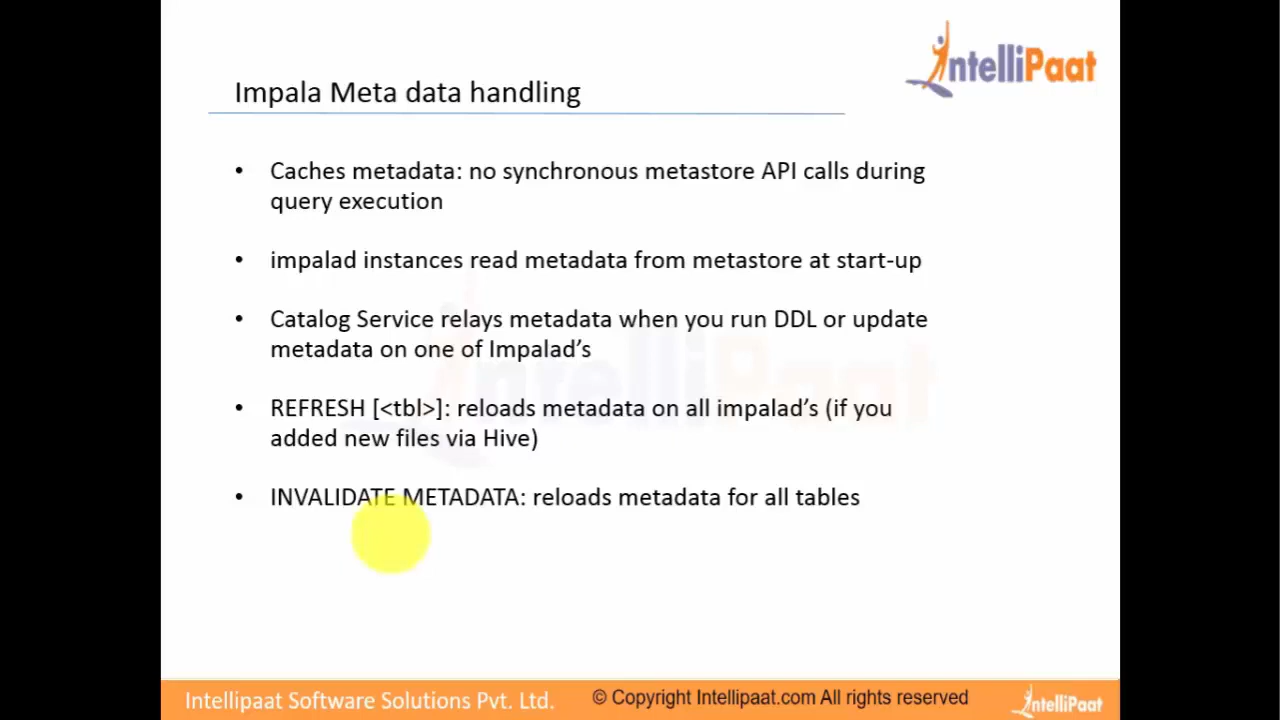 IntelliPaat
Impala Meta data handling
• Caches metadata: no synchronous metastore API calls during
query execution
• impalad instances read metadata from metastore at start-up
• Catalog Service relays metadata when you run DDL or update
metadata on one of Impalad’s
• REFRESH [<tbl>]: reloads metadata on all impalad’s (if you
added new files via Hive)
• INVALIDATE METADATA: reloads metadata for all tables
IntelliPaat
Intellipaat Software Solutions Pvt. Ltd. © Copyright Intellipaat.com All rights reserved IntelliPaat